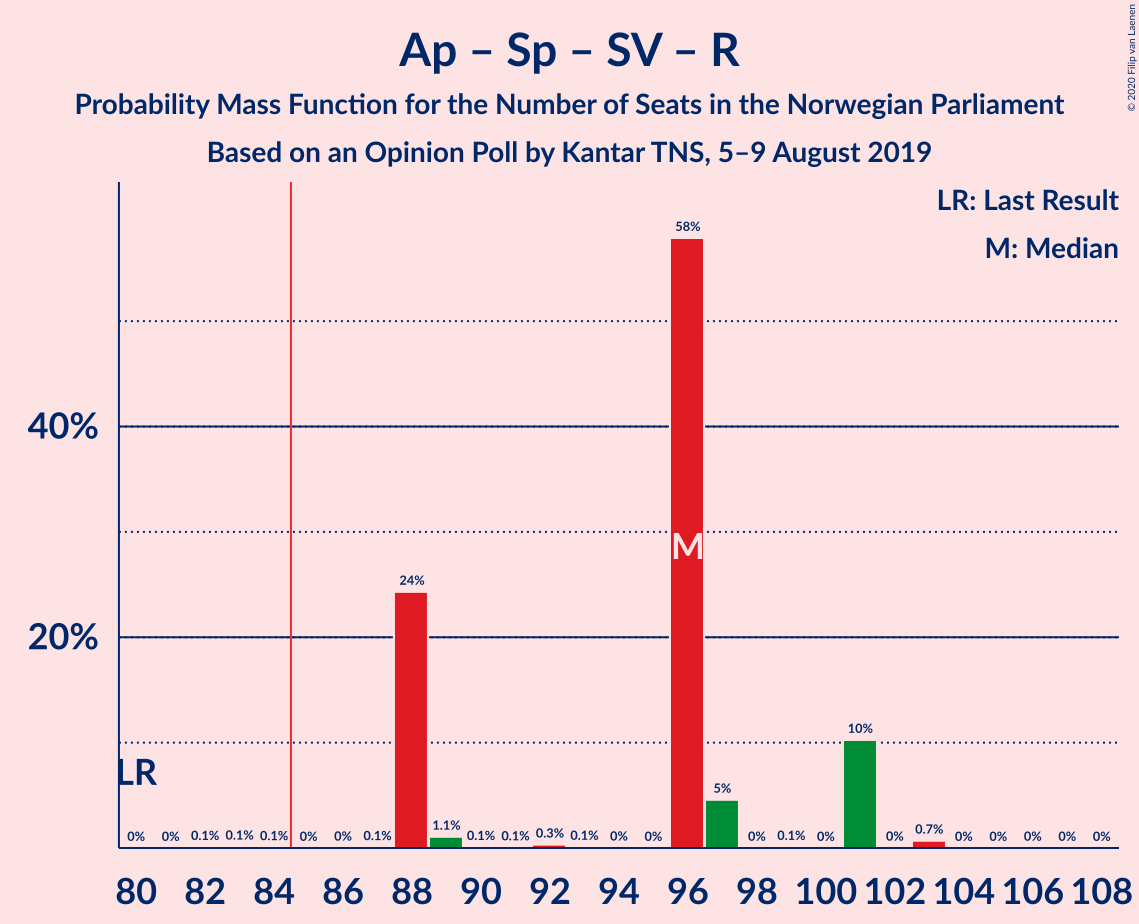 Ap – Sp – SV – R
Probability Mass Function for the Number of Seats in the Norwegian Parliament
Based on an Opinion Poll by Kantar TNS, 5–9 August 2019
© 2020 Filip van Laenen
LR: Last Result
M: Median
58%
40%
M
24%
20%
10%
LR
5%
0% 0% 0.1% 0.1% 0.1% 0% 0% 0.1% 1.1% 0.1% 0.1% 0.3% 0.1% 0% 0% 0% 0.1% 0% 0% 0.7% 0% 0% 0% 0% 0%
80 82 84 86 88 90 92 94 96 98 100 102 104 106 108